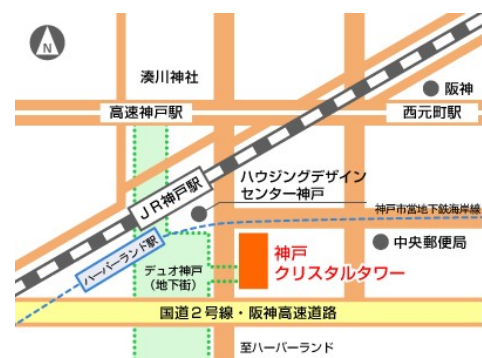 N
湊川神社
阪神
高速神戸駅
西元町駅
JR神戸駅
ハウジングデザイン
センター神戸
神戸市営地下鉄海岸線
ハーバーランド駅
デュオ神戸
(地下街)
神戸
クリスタルタワー
中央郵便局
国道2号線・阪神高速道路
至ハーバーランド